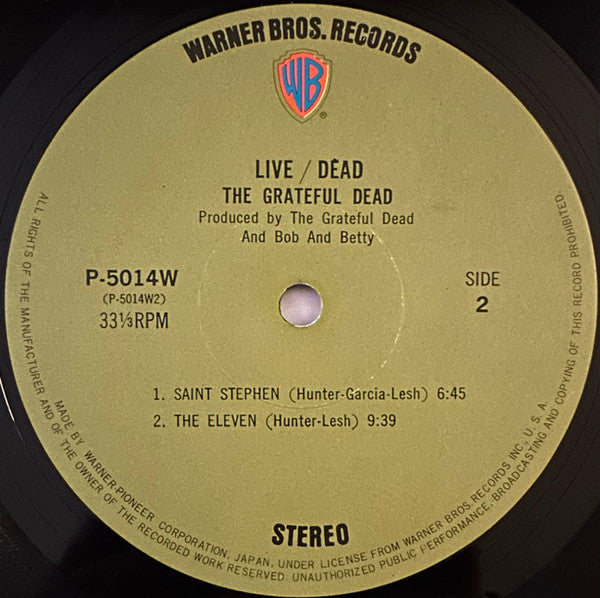 WARNER BROS. RECORDS
WB
®
LIVE / DEAD
THE GRATEFUL DEAD
Produced by The Grateful Dead
And Bob And Betty
P-5014W
(P-5014W2)
33⅓RPM
SIDE
2
1. SAINT STEPHEN (Hunter-Garcia-Lesh) 6:45
2. THE ELEVEN (Hunter-Lesh) 9:39
STEREO
ALL RIGHTS OF THE MANUFACTURER AND OF THE OWNER OF THE RECORDED WORK RESERVED. UNAUTHORIZED PUBLIC PERFORMANCE, BROADCASTING AND COPYING OF THIS RECORD PROHIBITED.
MADE BY WARNER-PIONEER CORPORATION, JAPAN, UNDER LICENSE FROM WARNER BROS. RECORDS INC., U. S. A.